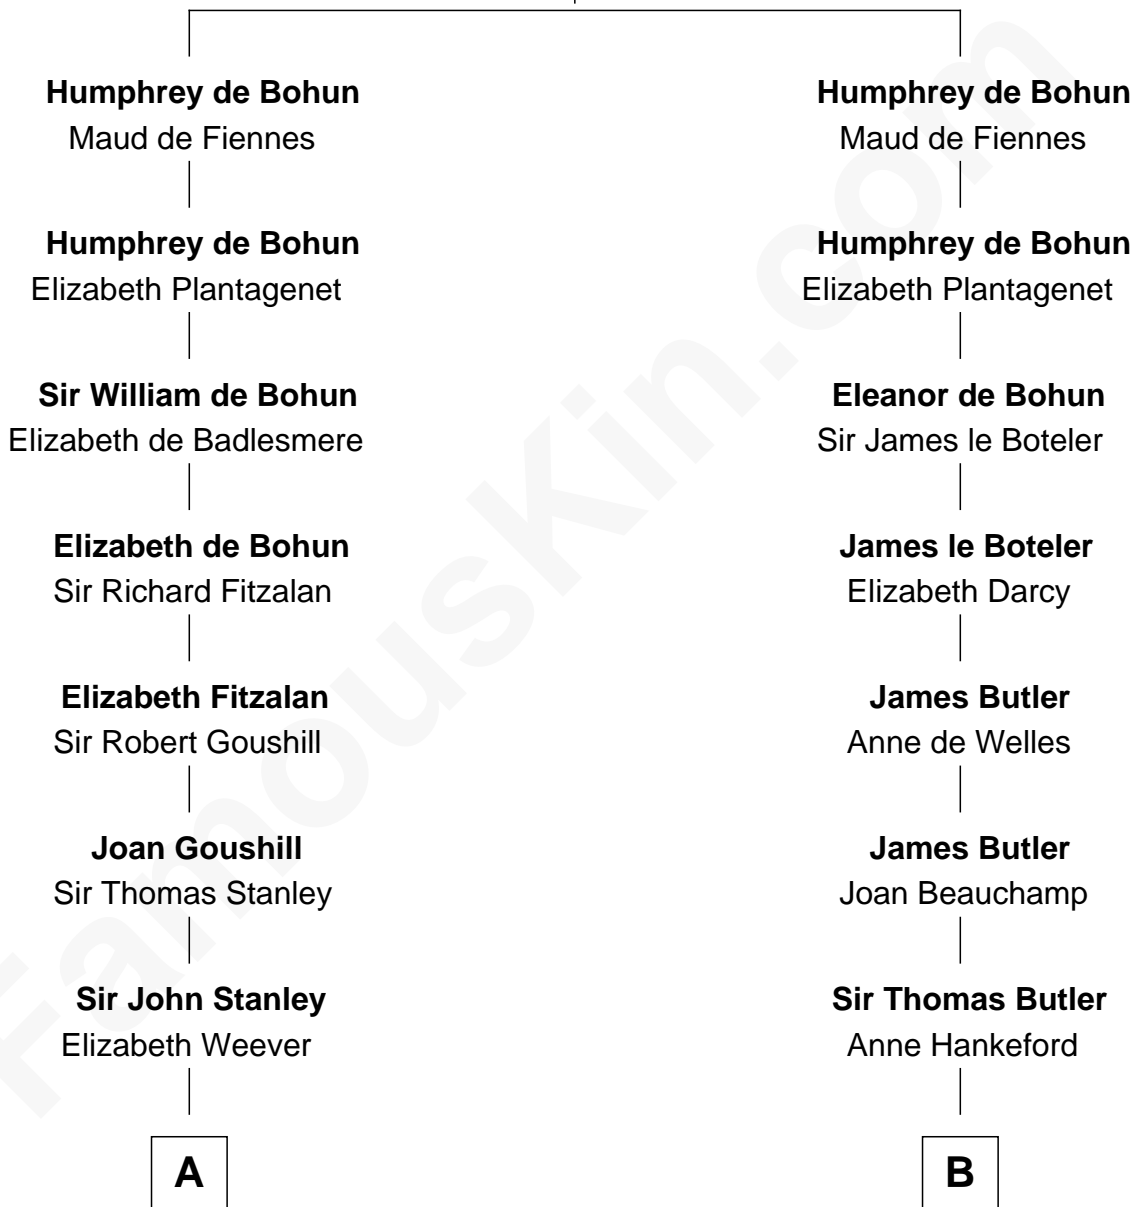 Humphrey de Bohun
Maud de Fiennes
Humphrey de Bohun
Elizabeth Plantagenet
Sir William de Bohun
Elizabeth de Badlesmere
Elizabeth de Bohun
Sir Richard Fitzalan
Elizabeth Fitzalan
Sir Robert Goushill
Joan Goushill
Sir Thomas Stanley
Sir John Stanley
Elizabeth Weever
A
Humphrey de Bohun
Maud de Fiennes
Humphrey de Bohun
Elizabeth Plantagenet
Eleanor de Bohun
Sir James le Boteler
James le Boteler
Elizabeth Darcy
James Butler
Anne de Welles
James Butler
Joan Beauchamp
Sir Thomas Butler
Anne Hankeford
B
FamousKin.com